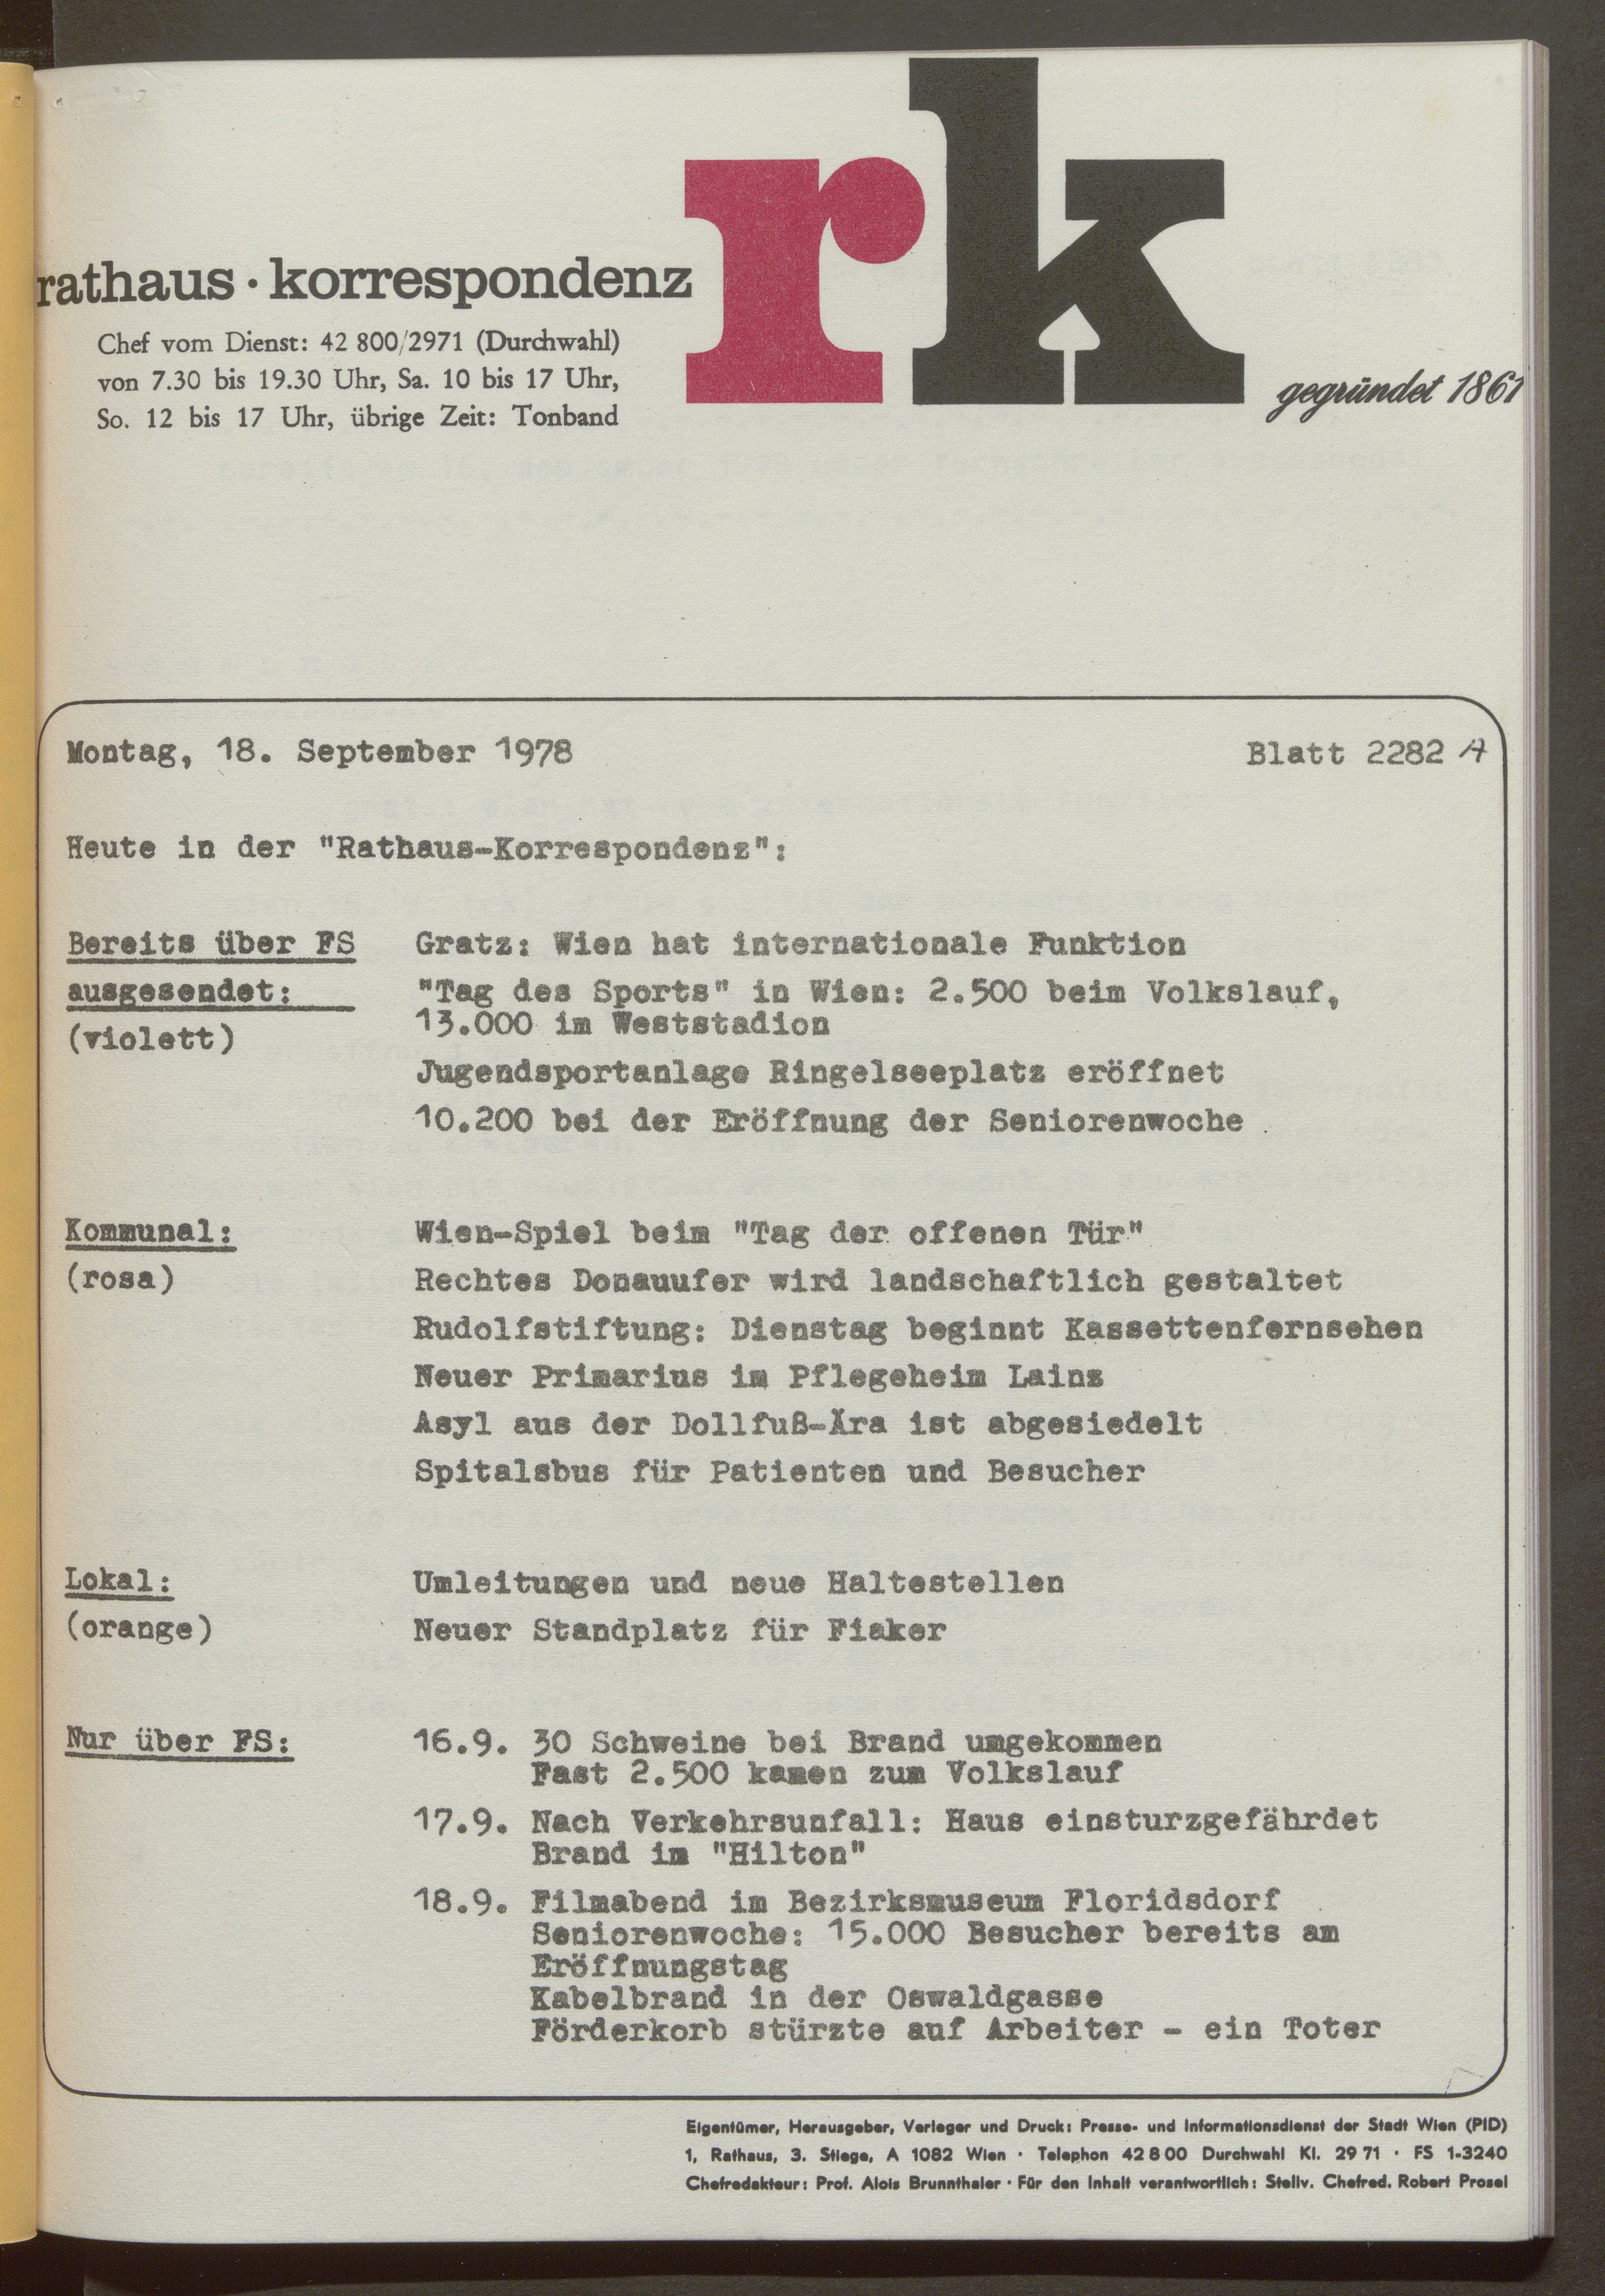 rk
rathaus · korrespondenz
Chef vom Dienst: 42 800/2971 (Durchwahl)
von 7.30 bis 19.30 Uhr, Sa. 10 bis 17 Uhr,
So. 12 bis 17 Uhr, übrige Zeit: Tonband
gegründet 1861
Montag, 18. September 1978 Blatt 2282 A
Heute in der "Rathaus-Korrespondenz":
Bereits über FS Gratz: Wien hat internationale Funktion
ausgesendet: "Tag des Sports" in Wien: 2.500 beim Volkslauf,
13.000 im Weststadion
(violett)
Jugendsportanlage Ringelseeplatz eröffnet
10.200 bei der Eröffnung der Seniorenwoche
Kommunal: Wien-Spiel beim "Tag der offenen Tür"
(rosa) Rechtes Donauufer wird landschaftlich gestaltet
Rudolfstiftung: Dienstag beginnt Kassettenfernsehen
Neuer Primarius im Pflegeheim Lainz
Asyl aus der Dollfuß-Ära ist abgesiedelt
Spitalsbus für Patienten und Besucher
Lokal: Umleitungen und neue Haltestellen
(orange) Neuer Standplatz für Fiaker
Nur über FS: 16.9. 30 Schweine bei Brand umgekommen
Fast 2.500 kamen zum Volkslauf
17.9. Nach Verkehrsunfall: Haus einsturzgefährdet
Brand im "Hilton"
18.9. Filmabend im Bezirksmuseum Floridsdorf
Seniorenwoche: 15.000 Besucher bereits am
Eröffnungstag
Kabelbrand in der Oswaldgasse
Förderkorb stürzte auf Arbeiter - ein Toter
Eigentümer, Herausgeber, Verleger und Druck: Presse- und Informationsdienst der Stadt Wien (PID)
1, Rathaus, 3. Stiege, A 1082 Wien · Telephon 42 8 00 Durchwahl Kl. 29 71 · FS 1-3240
Chefredakteur: Prof. Alois Brunnthaler · Für den Inhalt verantwortlich: Stellv. Chefred. Robert Prosel